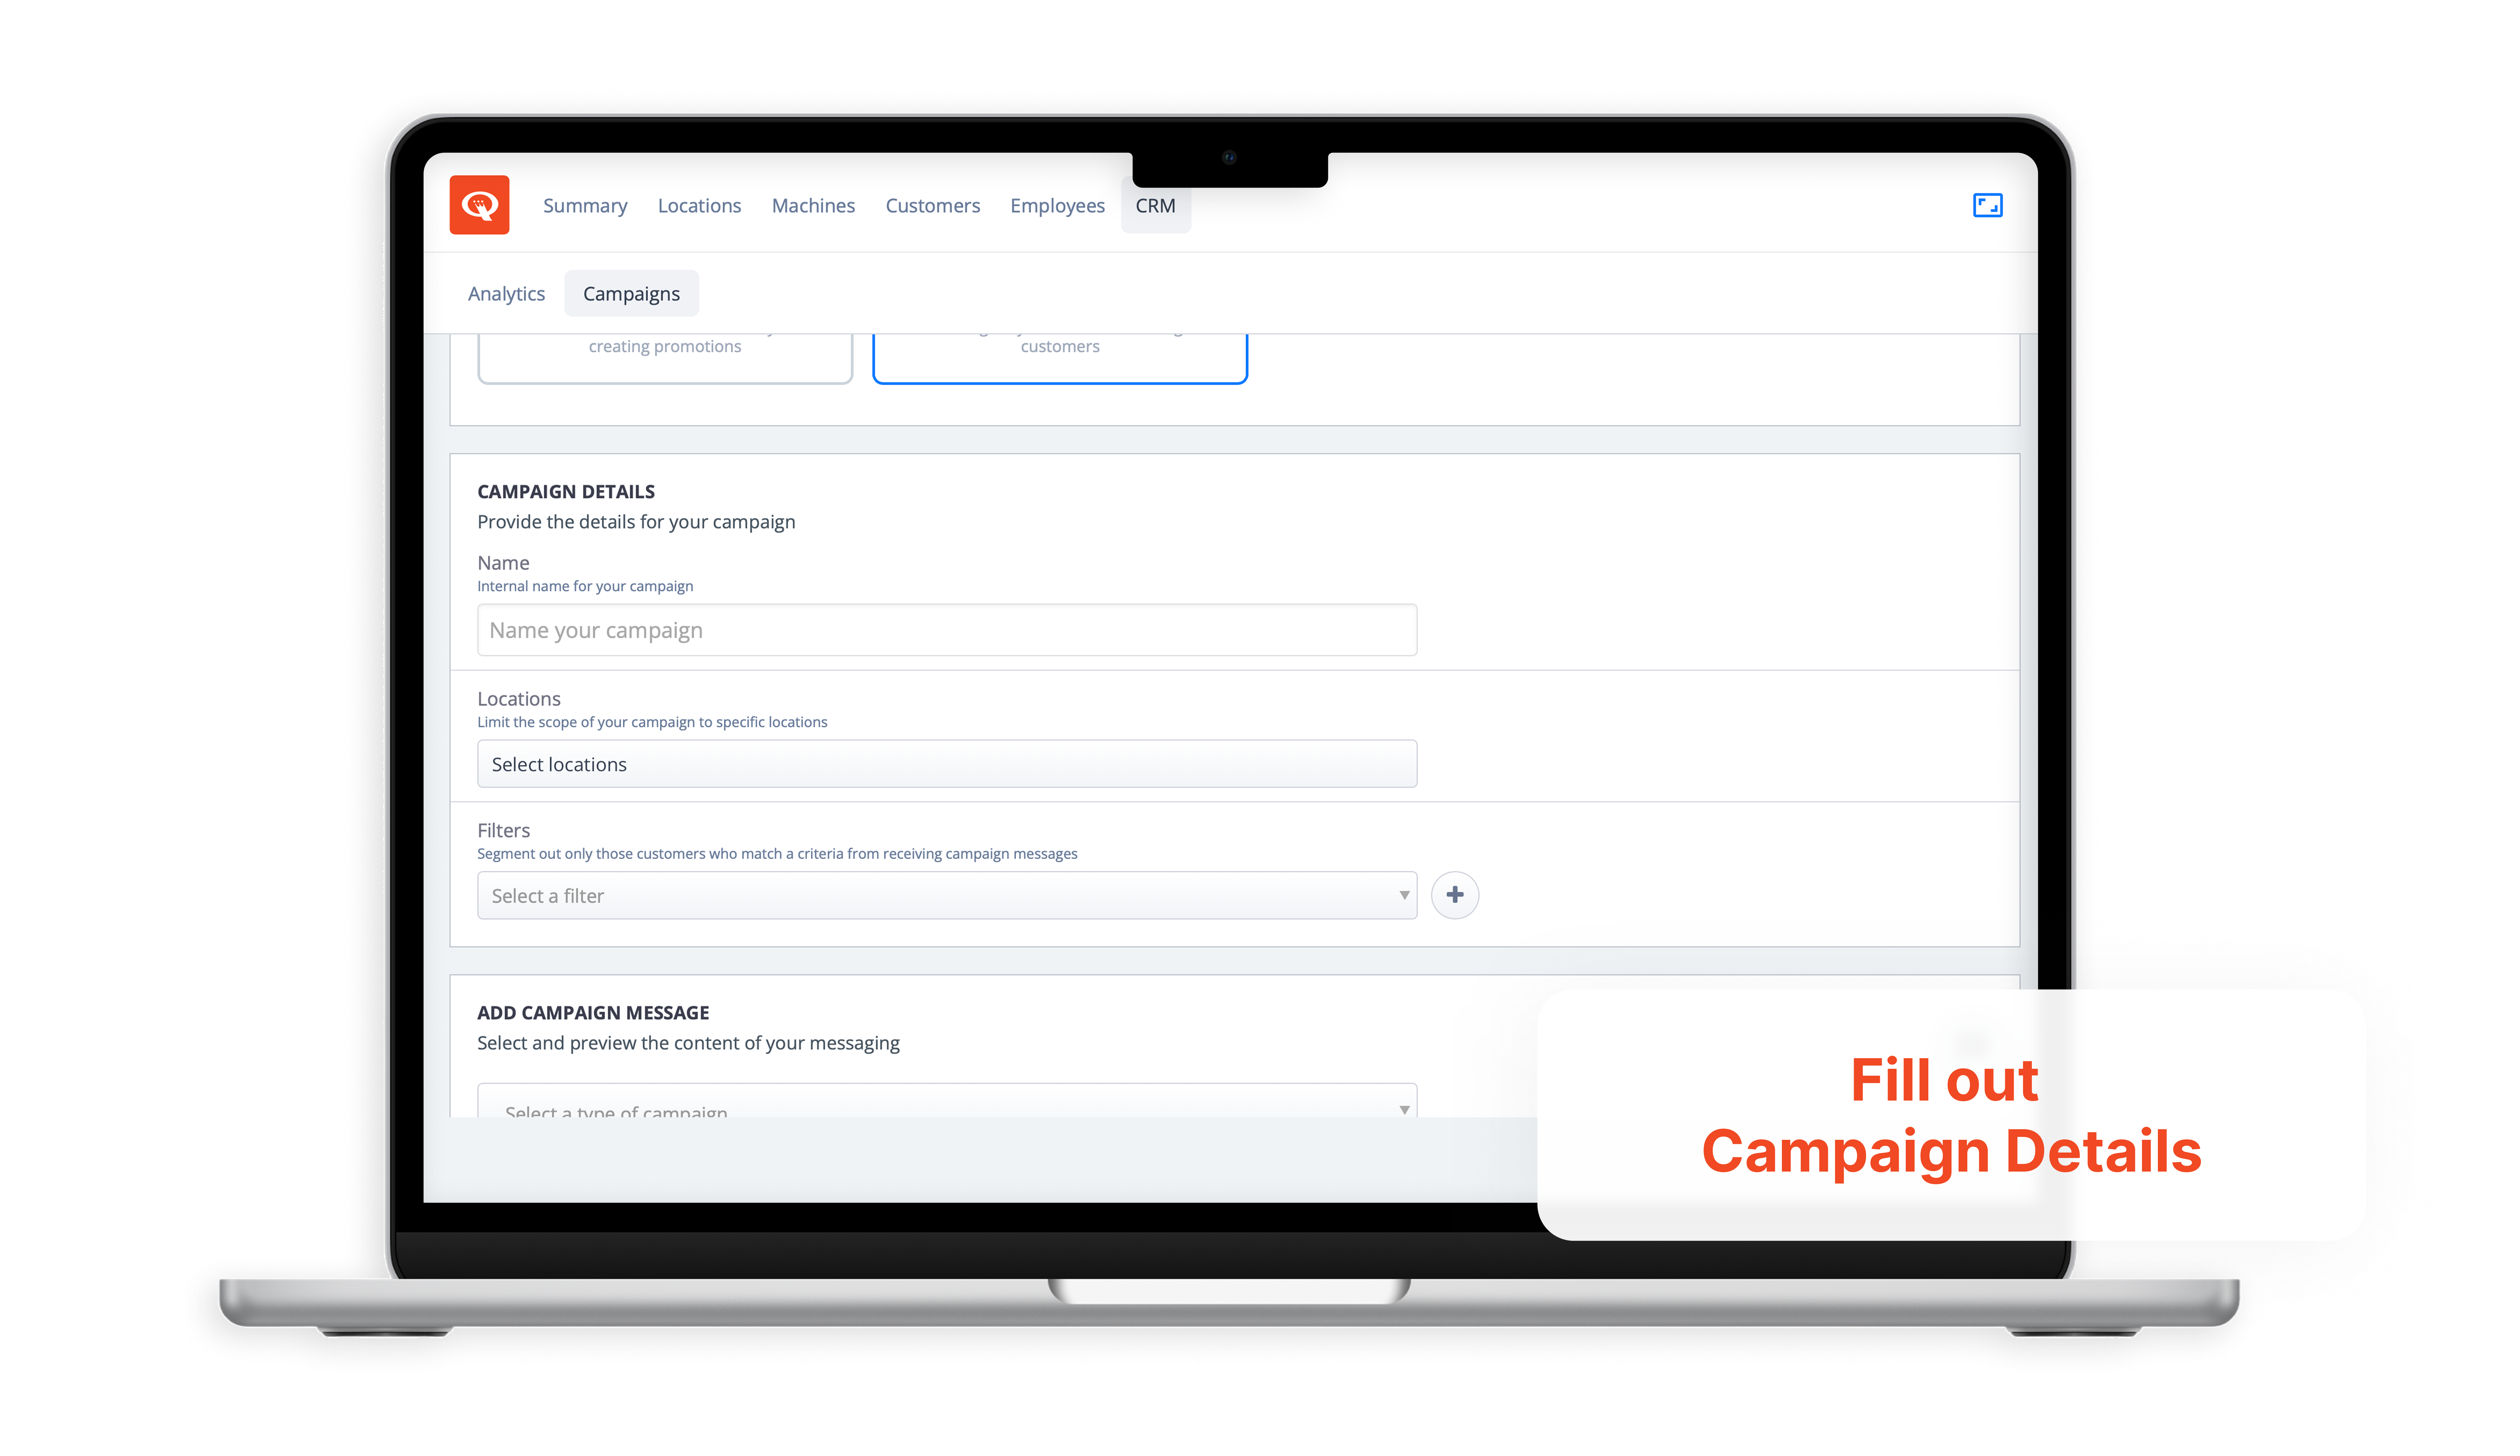 Summary Locations Machines Customers Employees CRM
Analytics Campaigns
creating promotions
customers
CAMPAIGN DETAILS
Provide the details for your campaign
Name
Internal name for your campaign
Name your campaign
Locations
Limit the scope of your campaign to specific locations
Select locations
Filters
Segment out only those customers who match a criteria from receiving campaign messages
Select a filter
ADD CAMPAIGN MESSAGE
Select and preview the content of your messaging
Select a type of campaign
Fill out
Campaign Details